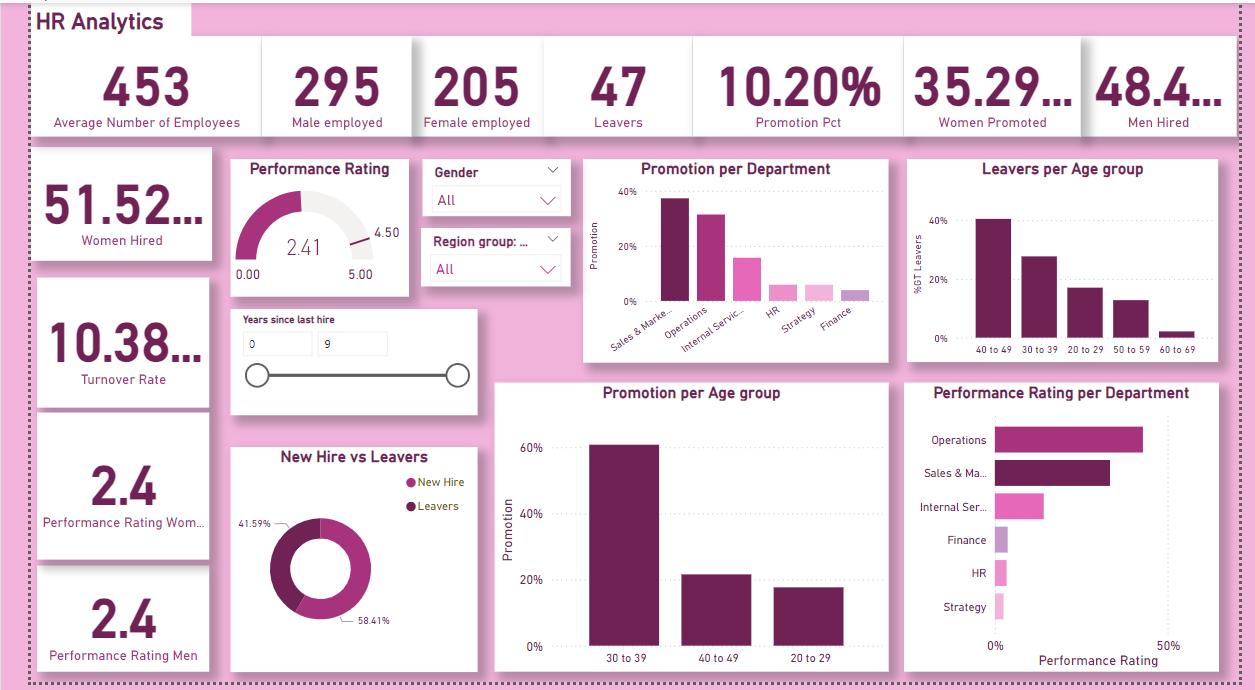 HR Analytics
453
Average Number of Employees
295
Male employed
205
Female employed
47
Leavers
10.20%
Promotion Pct
35.29...
Women Promoted
48.4...
Men Hired
51.52...
Women Hired
10.38...
Turnover Rate
2.4
Performance Rating Wom...
2.4
Performance Rating Men
Performance Rating
2.41
4.50
0.00
5.00
Gender
All
Region group: ...
All
Years since last hire
0
9
New Hire vs Leavers
New Hire
Leavers
41.59%
58.41%
Promotion per Department
Promotion
40%
20%
0%
Sales & Marke...
Operations
Internal Servic...
HR
Strategy
Finance
Leavers per Age group
%GT Leavers
40%
20%
0%
40 to 49
30 to 39
20 to 29
50 to 59
60 to 69
Promotion per Age group
Promotion
60%
40%
20%
0%
30 to 39
40 to 49
20 to 29
Performance Rating per Department
Operations
Sales & Ma...
Internal Ser...
Finance
HR
Strategy
0%
50%
Performance Rating